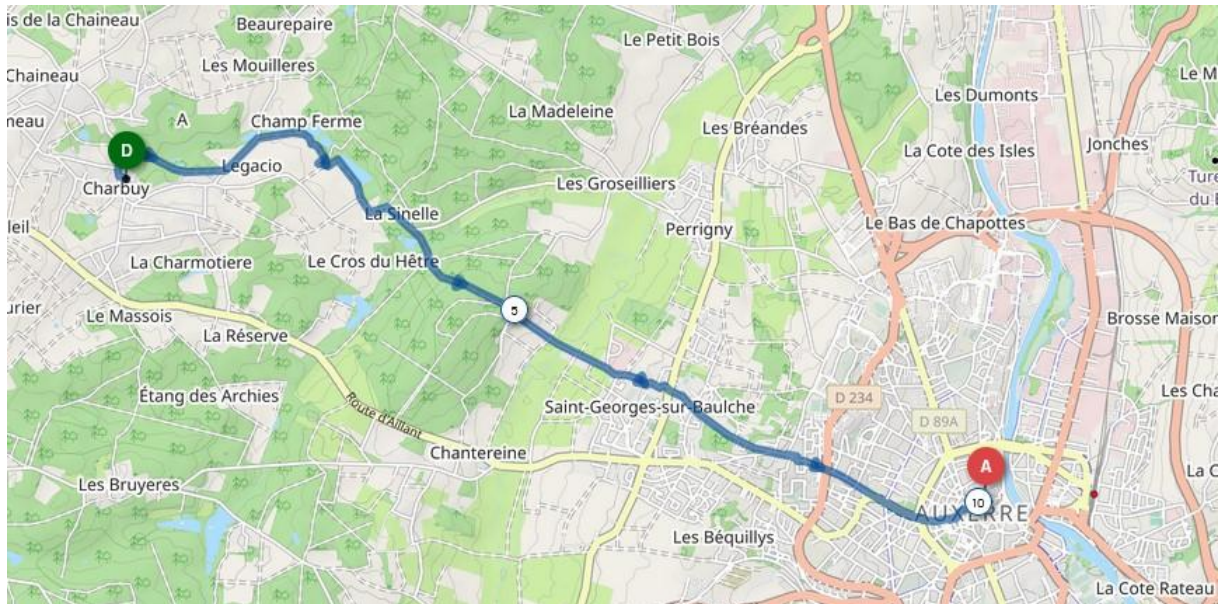 is de la Chaineau
Beaurepaire
Le Petit Bois
Les Mouilleres
Chaineau
Le M
Les Dumonts
La Madeleine
A
Champ Ferme
meau
Les Bréandes
Jonches
La Cote des Isles
D
Legacio
Ture
Charbuy
Les Groseilliers
du B
La Sinelle
leil
Perrigny
Le Bas de Chapottes
La Charmotiere
Le Cros du Hêtre
urier
Le Massois
5
Brosse Maison
La Réserve
Étang des Archies
Les Cha
Route d'Aillant
Saint-Georges-sur-Baulche
D 234
D 89A
Chantereine
A
La C
Les Bruyeres
10
AUXERRE
Les Béquillys
La Cote Rateau